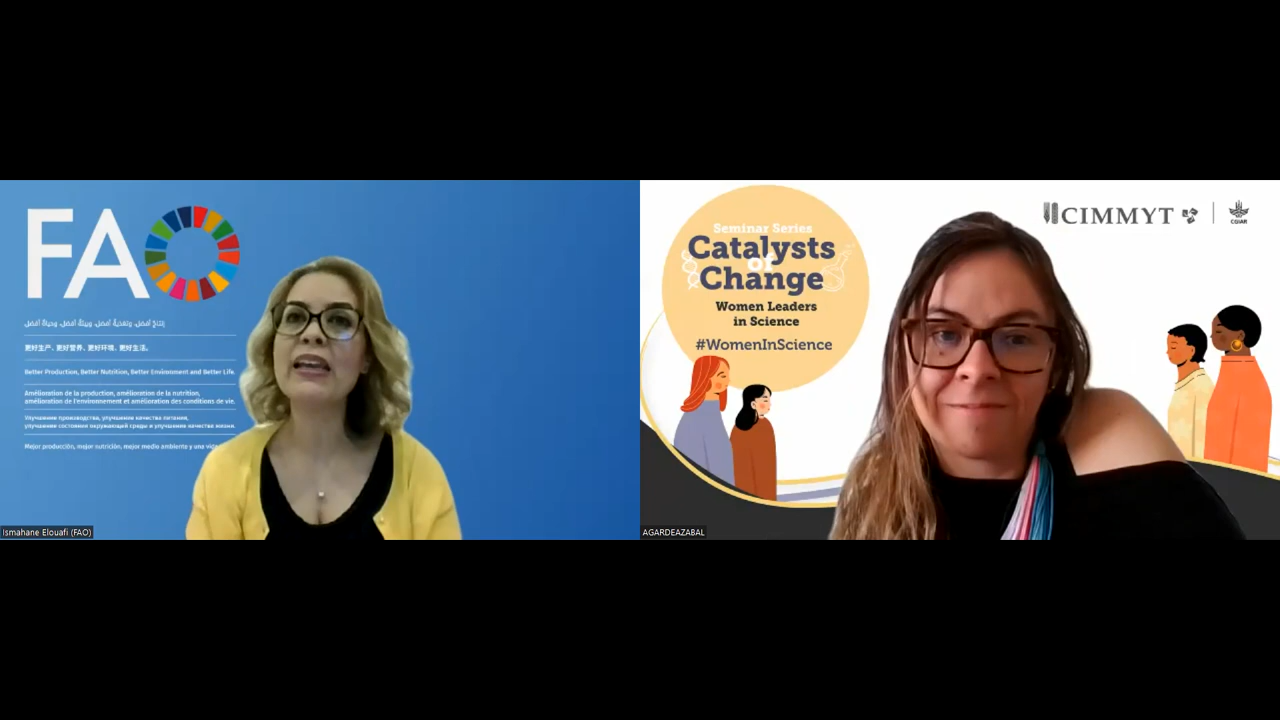 FAO
إنتاجٌ أفضل، وتغذيةٌ أفضل، وبيئةٌ أفضل، وحياةٌ أفضل.
更好生产、更好营养、更好环境、更好生活。
Better Production, Better Nutrition, Better Environment and Better Life.
Amélioration de la production, amélioration de la nutrition,
amélioration de l'environnement et amélioration des conditions de vie.
Улучшение производства, улучшение качества питания,
улучшение состояния окружающей среды и улучшение качества жизни.
Mejor producción, mejor nutrición, mejor medio ambiente y una vida
Ismahane Elouafi (FAO)
Seminar Series
Catalysts
of
Change
Women Leaders
in Science
#WomenInScience
CIMMYT
CGIAR
AGARDEAZABAL